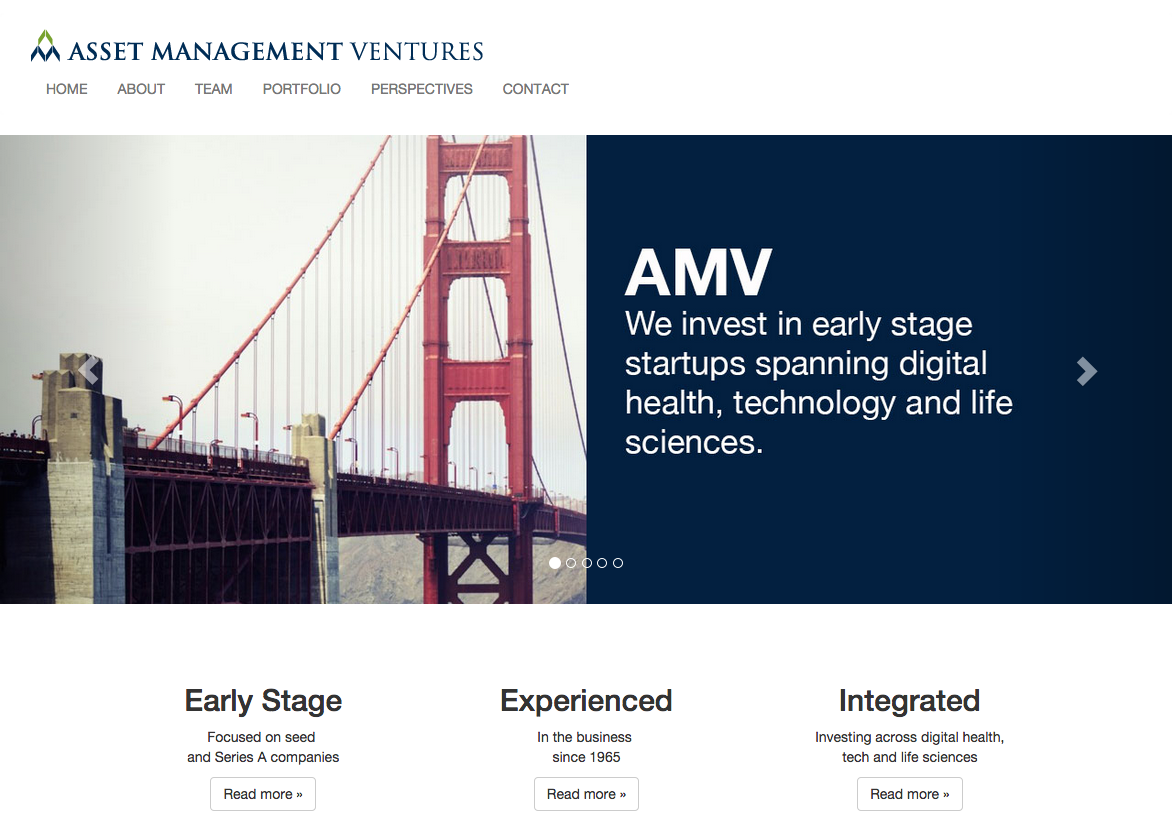 ASSET MANAGEMENT VENTURES
HOME ABOUT TEAM PORTFOLIO PERSPECTIVES CONTACT
AMV
We invest in early stage
startups spanning digital
health, technology and life
sciences.
Early Stage
Focused on seed
and Series A companies
Read more »
Experienced
In the business
since 1965
Read more »
Integrated
Investing across digital health,
tech and life sciences
Read more »